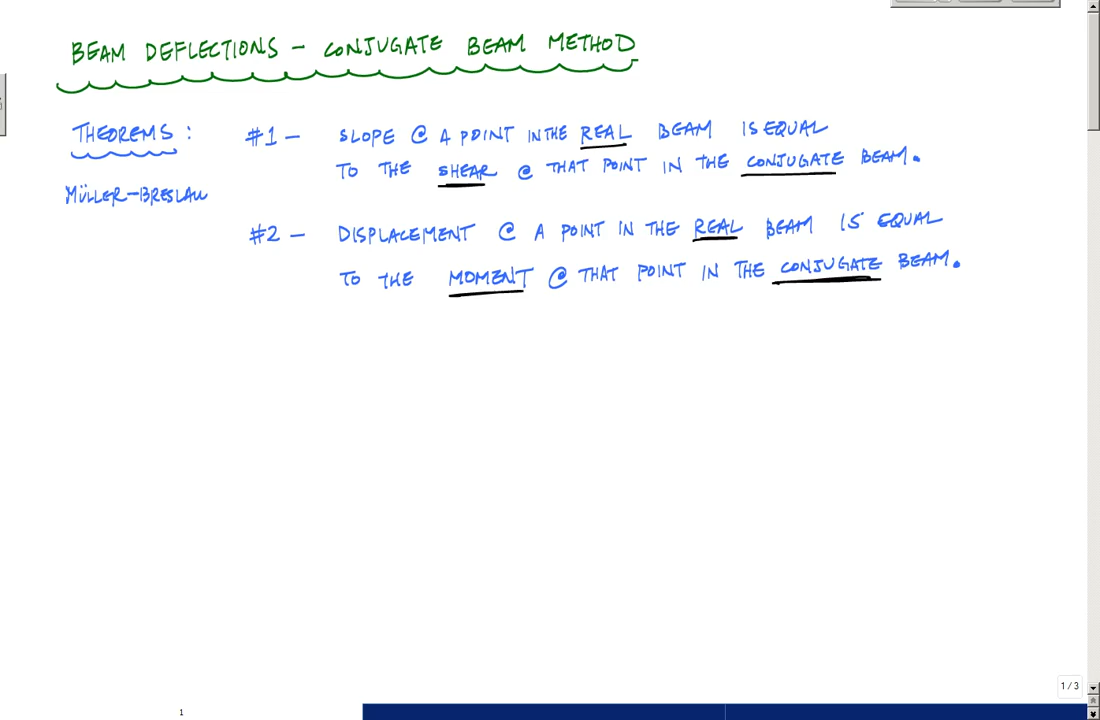 BEAM DEFLECTIONS - CONJUGATE BEAM METHOD
THEOREMS : #1 - SLOPE @ A POINT IN THE REAL BEAM IS EQUAL
TO THE SHEAR @ THAT POINT IN THE CONJUGATE BEAM.
MÜLLER-BRESLAU
#2 - DISPLACEMENT @ A POINT IN THE REAL BEAM IS EQUAL
TO THE MOMENT @ THAT POINT IN THE CONJUGATE BEAM.
1 / 3
1